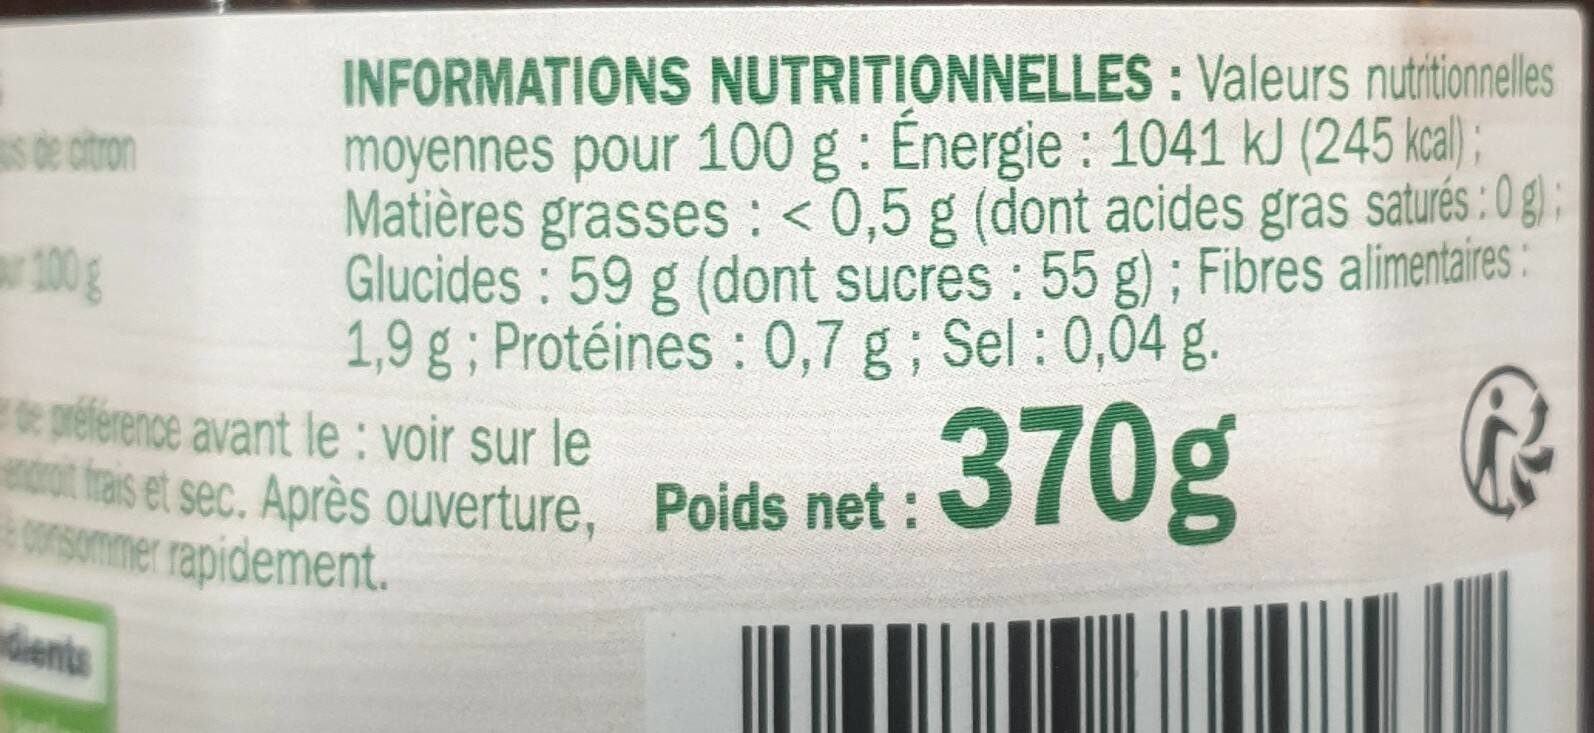 INFORMATIONS NUTRITIONNELLES : Valeurs nutritionnelles
moyennes pour 100 g : Énergie : 1041 kJ (245 kcal) ;
Matières grasses : < 0,5 g (dont acides gras saturés : 0 g) ;
Glucides : 59 g (dont sucres : 55 g) ; Fibres alimentaires :
1,9 g ; Protéines : 0,7 g ; Sel : 0,04 g.
de citron
100 g
de préférence avant le : voir sur le
frais et sec. Après ouverture,
consommer rapidement.
Poids net : 370g